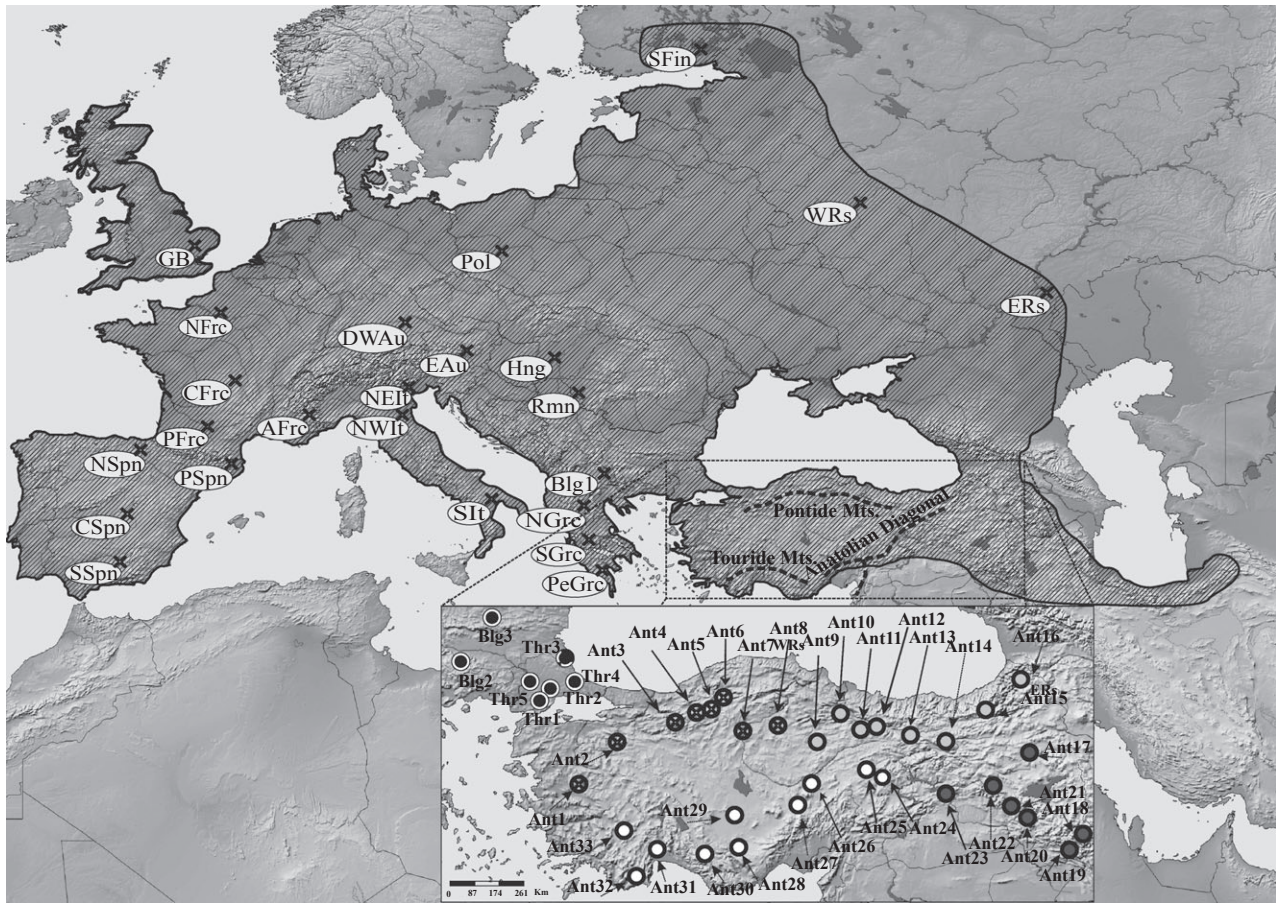 SFin
WRs
GB
Pol
ERs
NFrc
DWAu
EAu
Hng
CFrc
NEIt
Rmn
AFrc
NWIt
PFrc
NSpn
PSpn
Blg1
SIt
NGrc
CSpn
Pontide Mts.
Anatolian Diagonal
SGrc
Touride Mts.
SSpn
PeGrc
Ant10
Ant12
Ant6
Ant8
Ant4
Ant11
Ant13
Ant5
Ant7
WRs
Ant9
Ant14
Ant16
Ant3
Blg3
Thr3
Blg2
Thr4
Thr5
Thr2
Thr1
ERs
Ant15
Ant2
Ant17
Ant1
Ant29
Ant21
Ant18
Ant33
Ant25
Ant24
Ant22
Ant26
Ant23
Ant20
Ant27
Ant19
Ant32
Ant31
Ant30
Ant28
0 87 174 261 Km